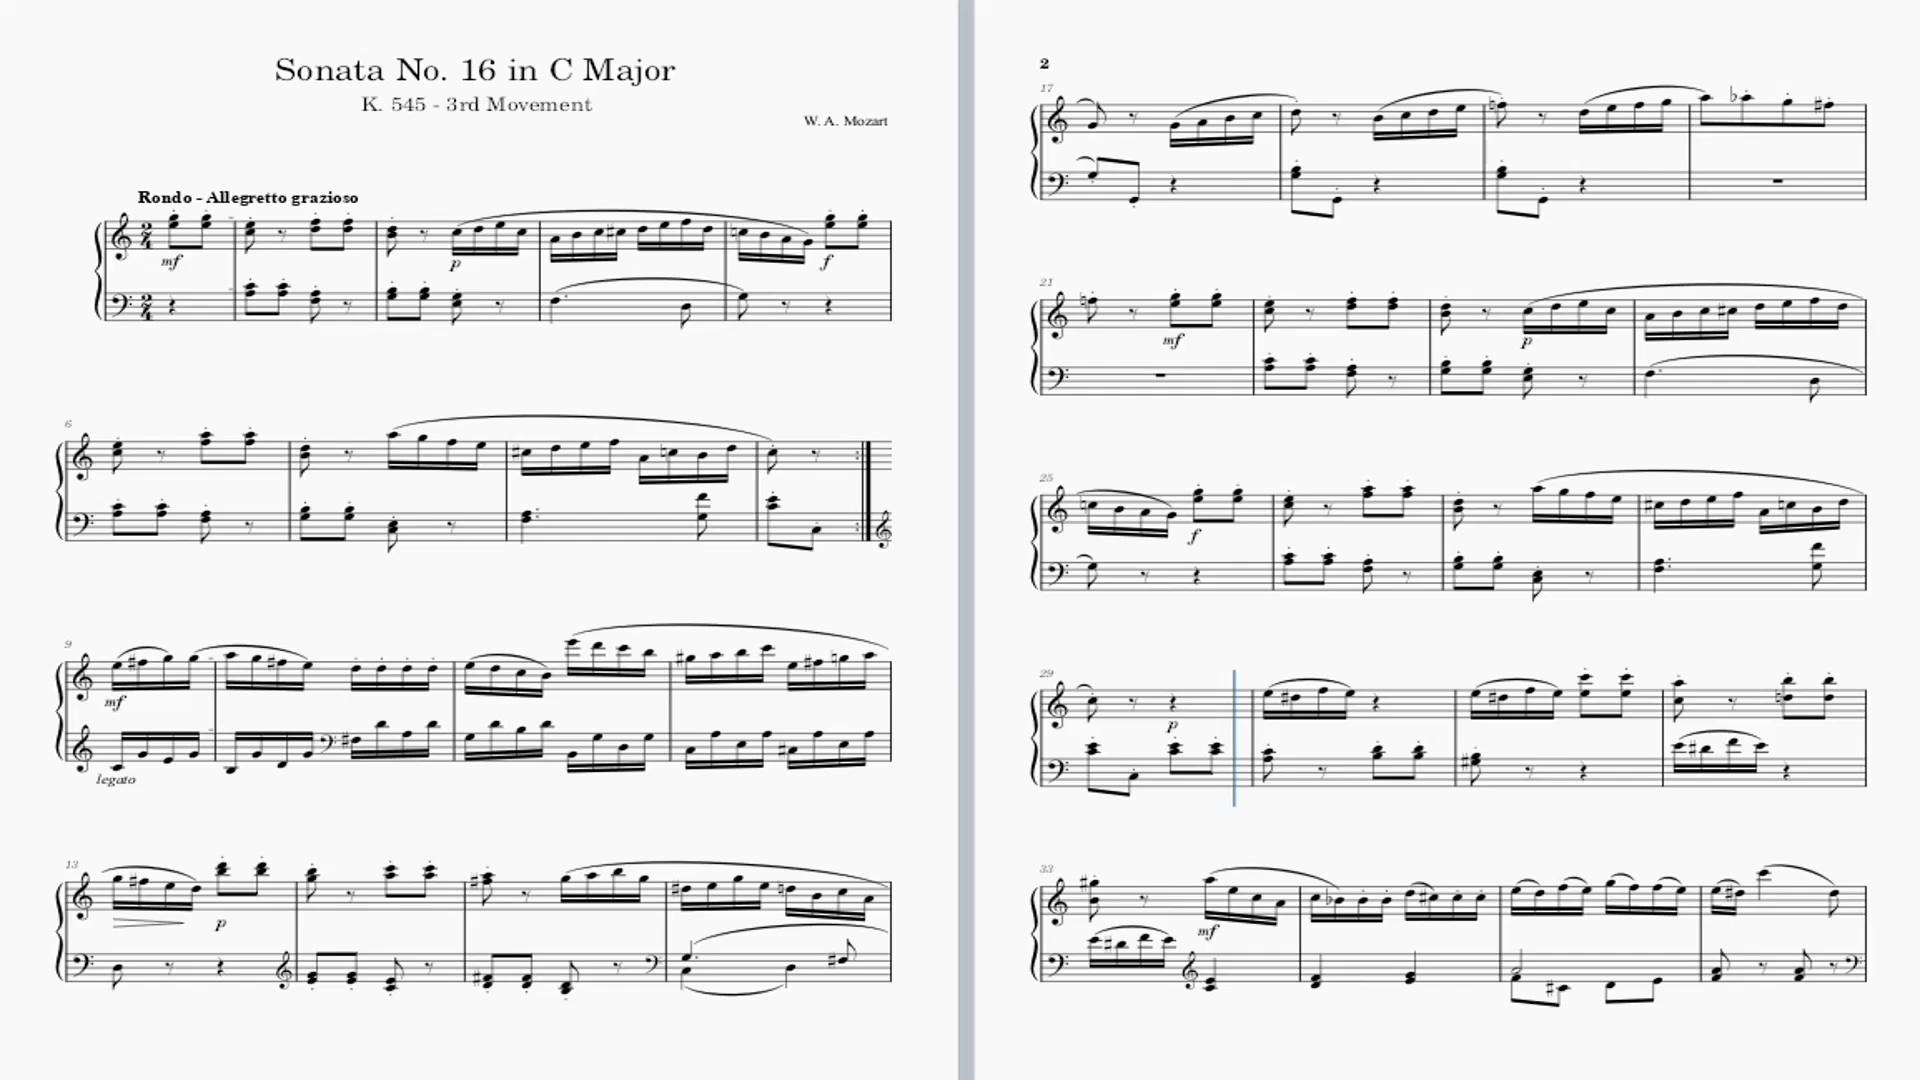 Sonata No. 16 in C Major
K. 545 - 3rd Movement
W. A. Mozart
Rondo - Allegretto grazioso
mf
p
f
6
9
mf
legato
13
p
2
17
21
mf
p
25
f
29
p
33
mf